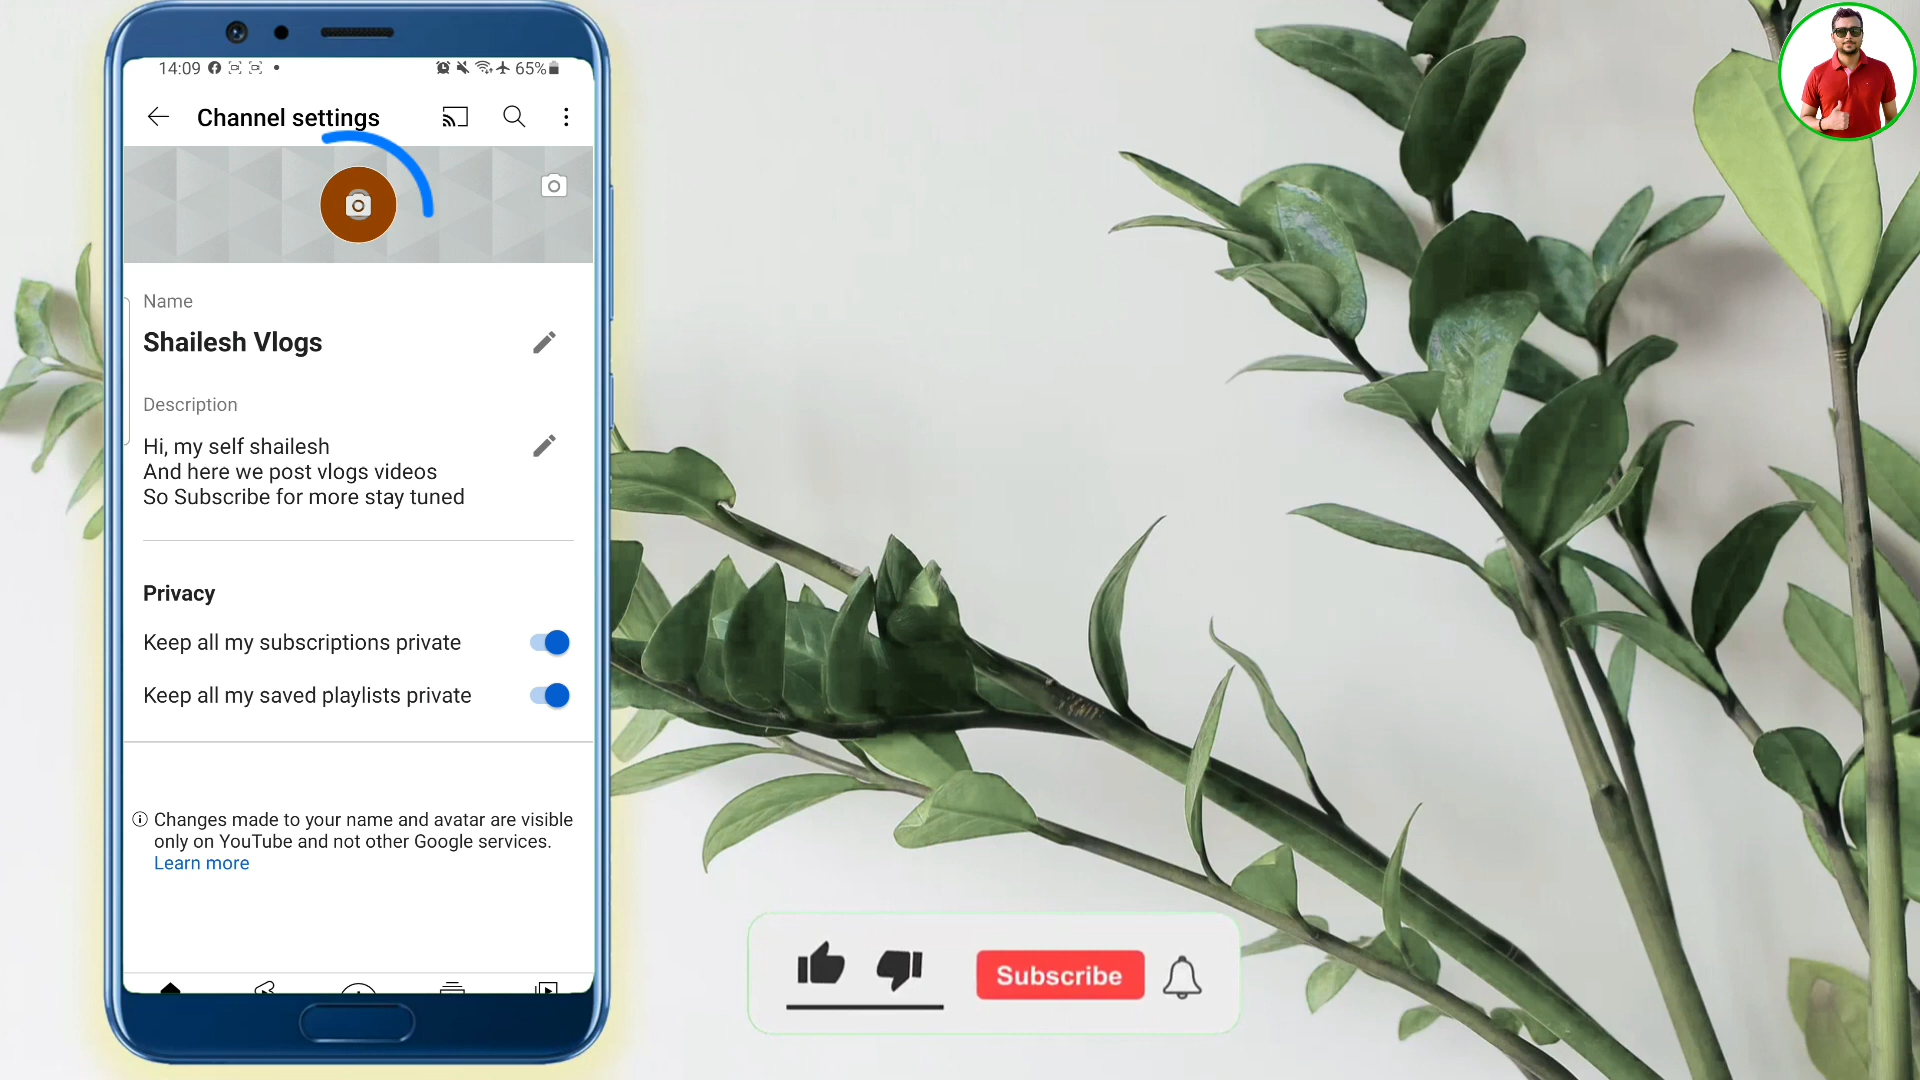 14:09
65%
Channel settings
Name
Shailesh Vlogs
Description
Hi, my self shailesh
And here we post vlogs videos
So Subscribe for more stay tuned
Privacy
Keep all my subscriptions private
Keep all my saved playlists private
Changes made to your name and avatar are visible
only on YouTube and not other Google services.
Learn more
Subscribe